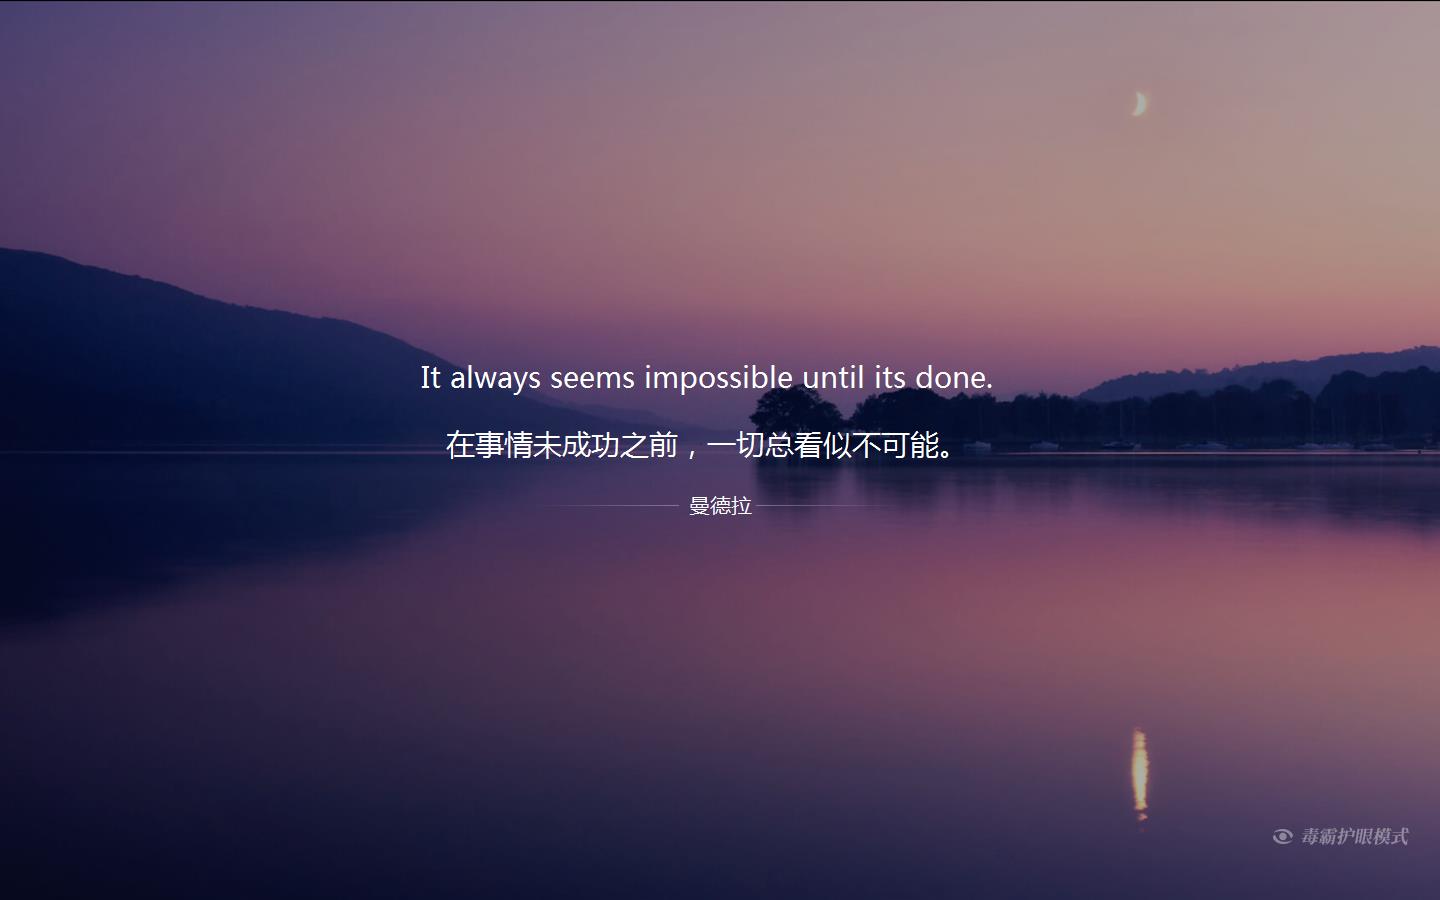 It always seems impossible until its done.
在事情未成功之前，一切总看似不可能。
曼德拉
毒霸护眼模式